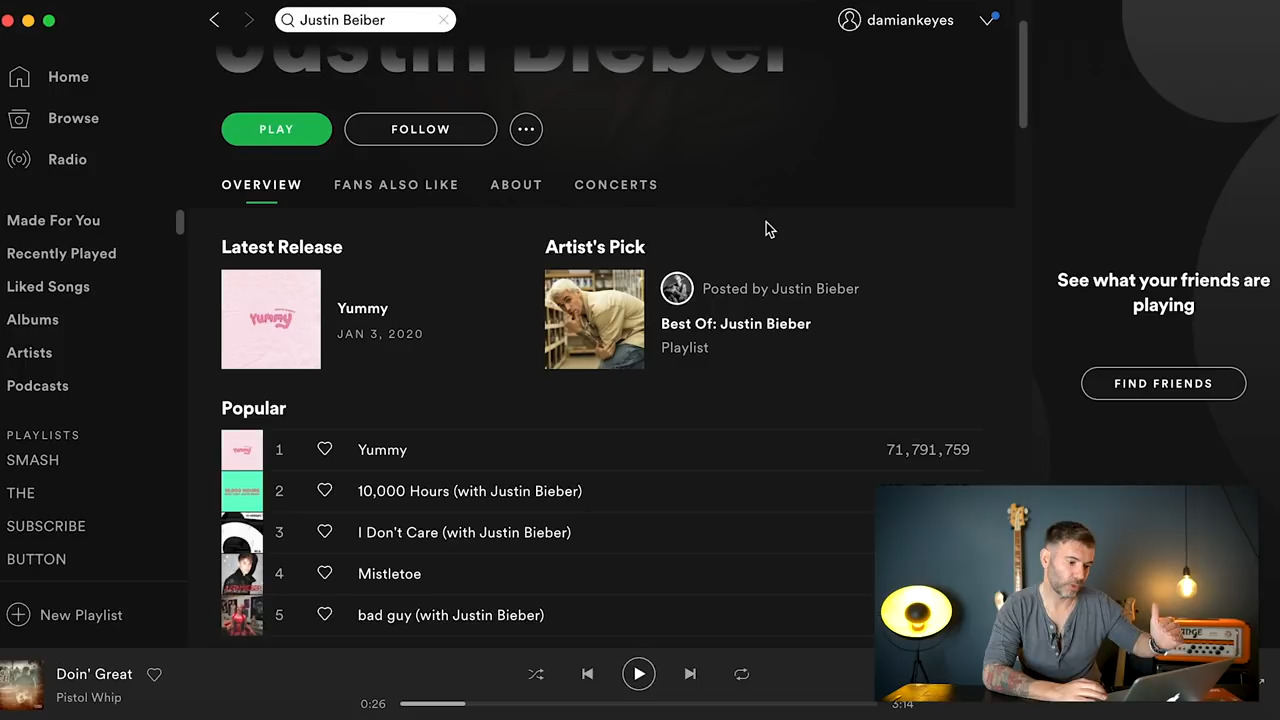 Justin Beiber
damiankeyes
Justin Bieber
Home
Browse
Radio
Made For You
Recently Played
Liked Songs
Albums
Artists
Podcasts
PLAYLISTS
SMASH
THE
SUBSCRIBE
BUTTON
New Playlist
PLAY
FOLLOW
OVERVIEW
FANS ALSO LIKE
ABOUT
CONCERTS
Latest Release
YUMMY
Yummy
JAN 3, 2020
Artist's Pick
Posted by Justin Bieber
Best Of: Justin Bieber
Playlist
Popular
1 Yummy 71,791,759
2 10,000 Hours (with Justin Bieber)
3 I Don't Care (with Justin Bieber)
4 Mistletoe
5 bad guy (with Justin Bieber)
See what your friends are
playing
FIND FRIENDS
Doin' Great
Pistol Whip
0:26
3:14